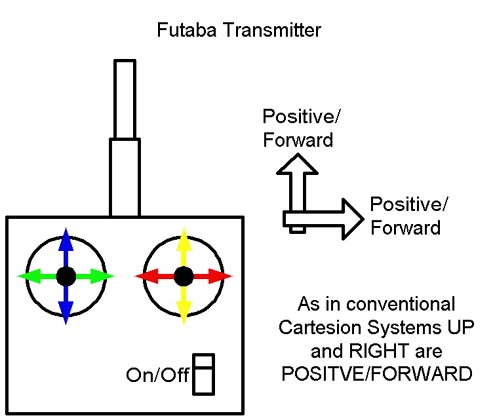 Futaba Transmitter
Positive/
Forward
Positive/
Forward
As in conventional
Cartesion Systems UP
and RIGHT are
POSITVE/FORWARD
On/Off